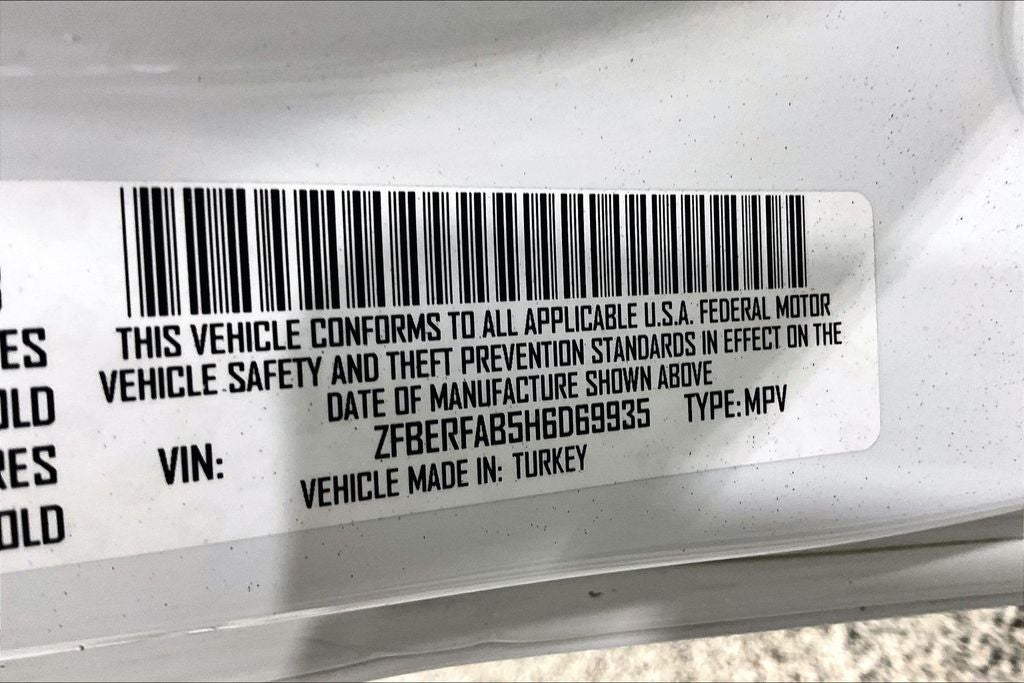 THIS VEHICLE CONFORMS TO ALL APPLICABLE U.S.A. FEDERAL MOTOR
VEHICLE SAFETY AND THEFT PREVENTION STANDARDS IN EFFECT ON THE
DATE OF MANUFACTURE SHOWN ABOVE
VIN: ZFBERFAB5H6D69935 TYPE:MPV
VEHICLE MADE IN: TURKEY
ES
OLD
RES
OLD